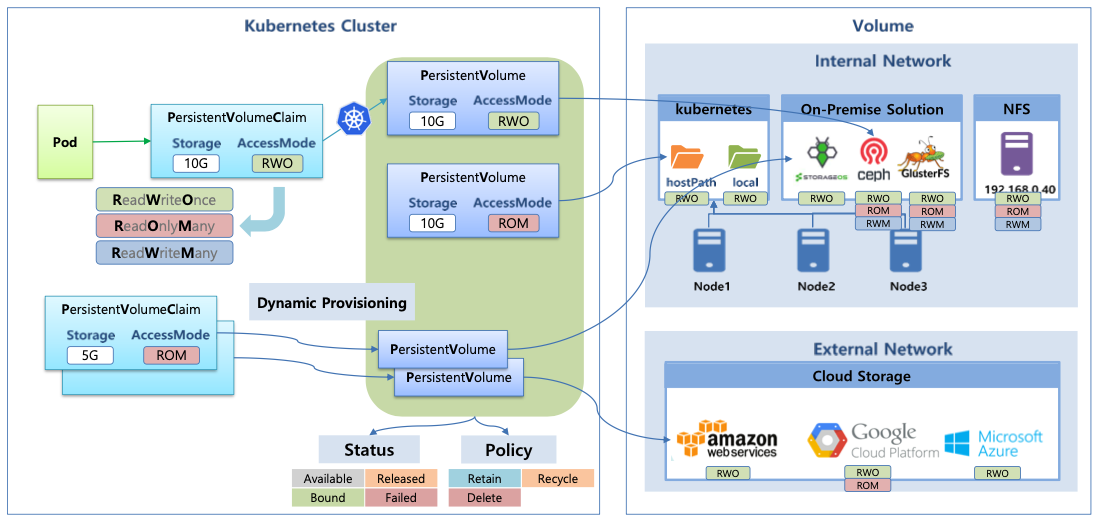 Kubernetes Cluster
Pod
PersistentVolumeClaim
Storage AccessMode
10G RWO
ReadWriteOnce
ReadOnlyMany
ReadWriteMany
PersistentVolume
Storage AccessMode
10G RWO
PersistentVolume
Storage AccessMode
10G ROM
PersistentVolumeClaim
Storage AccessMode
5G ROM
Dynamic Provisioning
PersistentVolume
PersistentVolume
Status
Available Released
Bound Failed
Policy
Retain Recycle
Delete
Volume
Internal Network
kubernetes
hostPath local
RWO RWO
On-Premise Solution
STORAGEOS ceph GlusterFS
RWO RWO RWO
ROM ROM
RWM RWM
NFS
192.168.0.40
RWO
ROM
RWM
Node1 Node2 Node3
External Network
Cloud Storage
amazon
webservices
RWO
Google
Cloud Platform
RWO
ROM
Microsoft
Azure
RWO